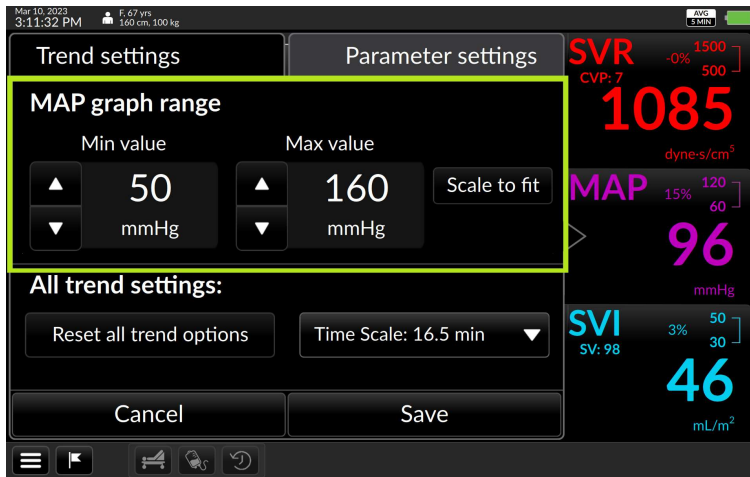 Mar 10, 2023
3:11:32 PM
F, 67 yrs
160 cm, 100 kg
AVG
5 MIN
Trend settings
Parameter settings
MAP graph range
Min value
Max value
50
mmHg
160
mmHg
Scale to fit
All trend settings:
Reset all trend options
Time Scale: 16.5 min
Cancel
Save
SVR
CVP: 7
-0%
1500
500
1085
dyne-s/cm⁵
MAP
15%
120
60
96
mmHg
SVI
SV: 98
3%
50
30
46
mL/m²